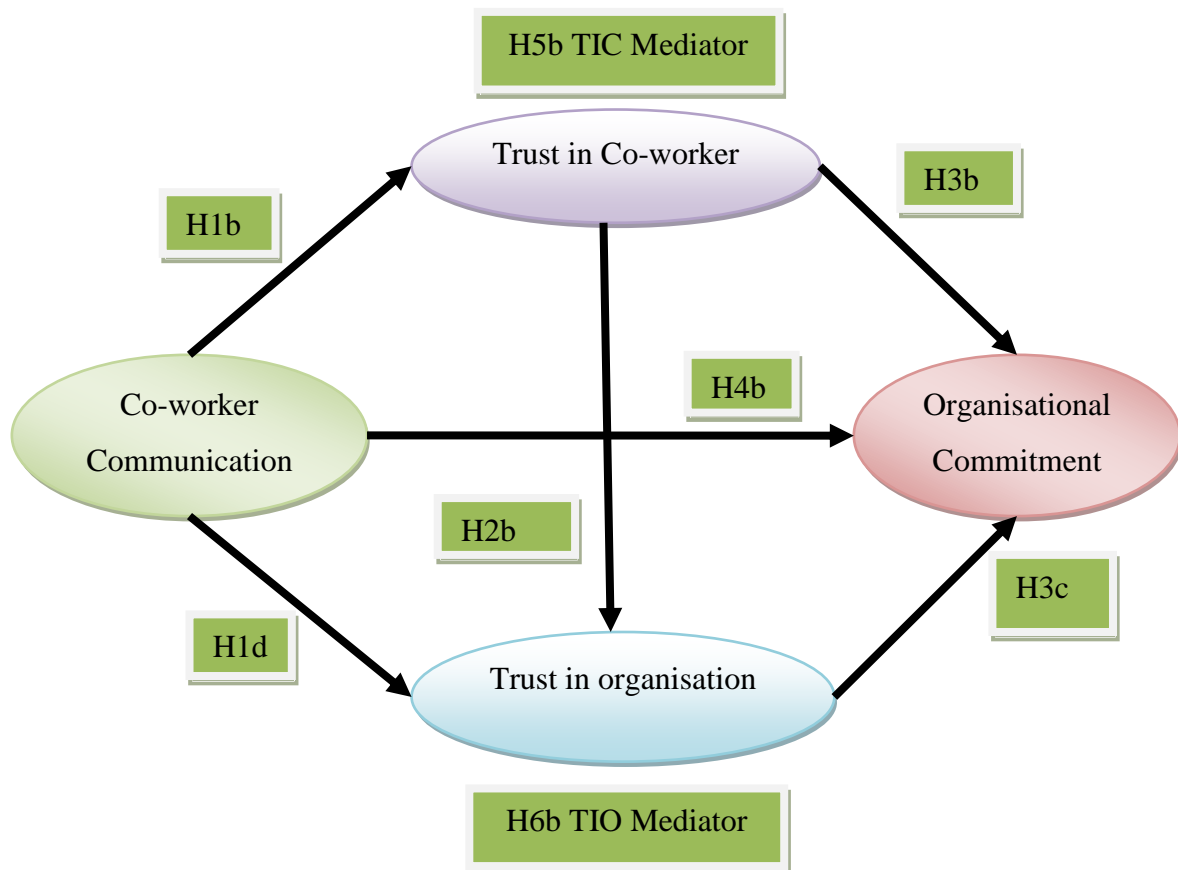 H5b TIC Mediator
Trust in Co-worker
H3b
H1b
H4b
Co-worker
Communication
Organisational
Commitment
H2b
H3c
H1d
Trust in organisation
H6b TIO Mediator